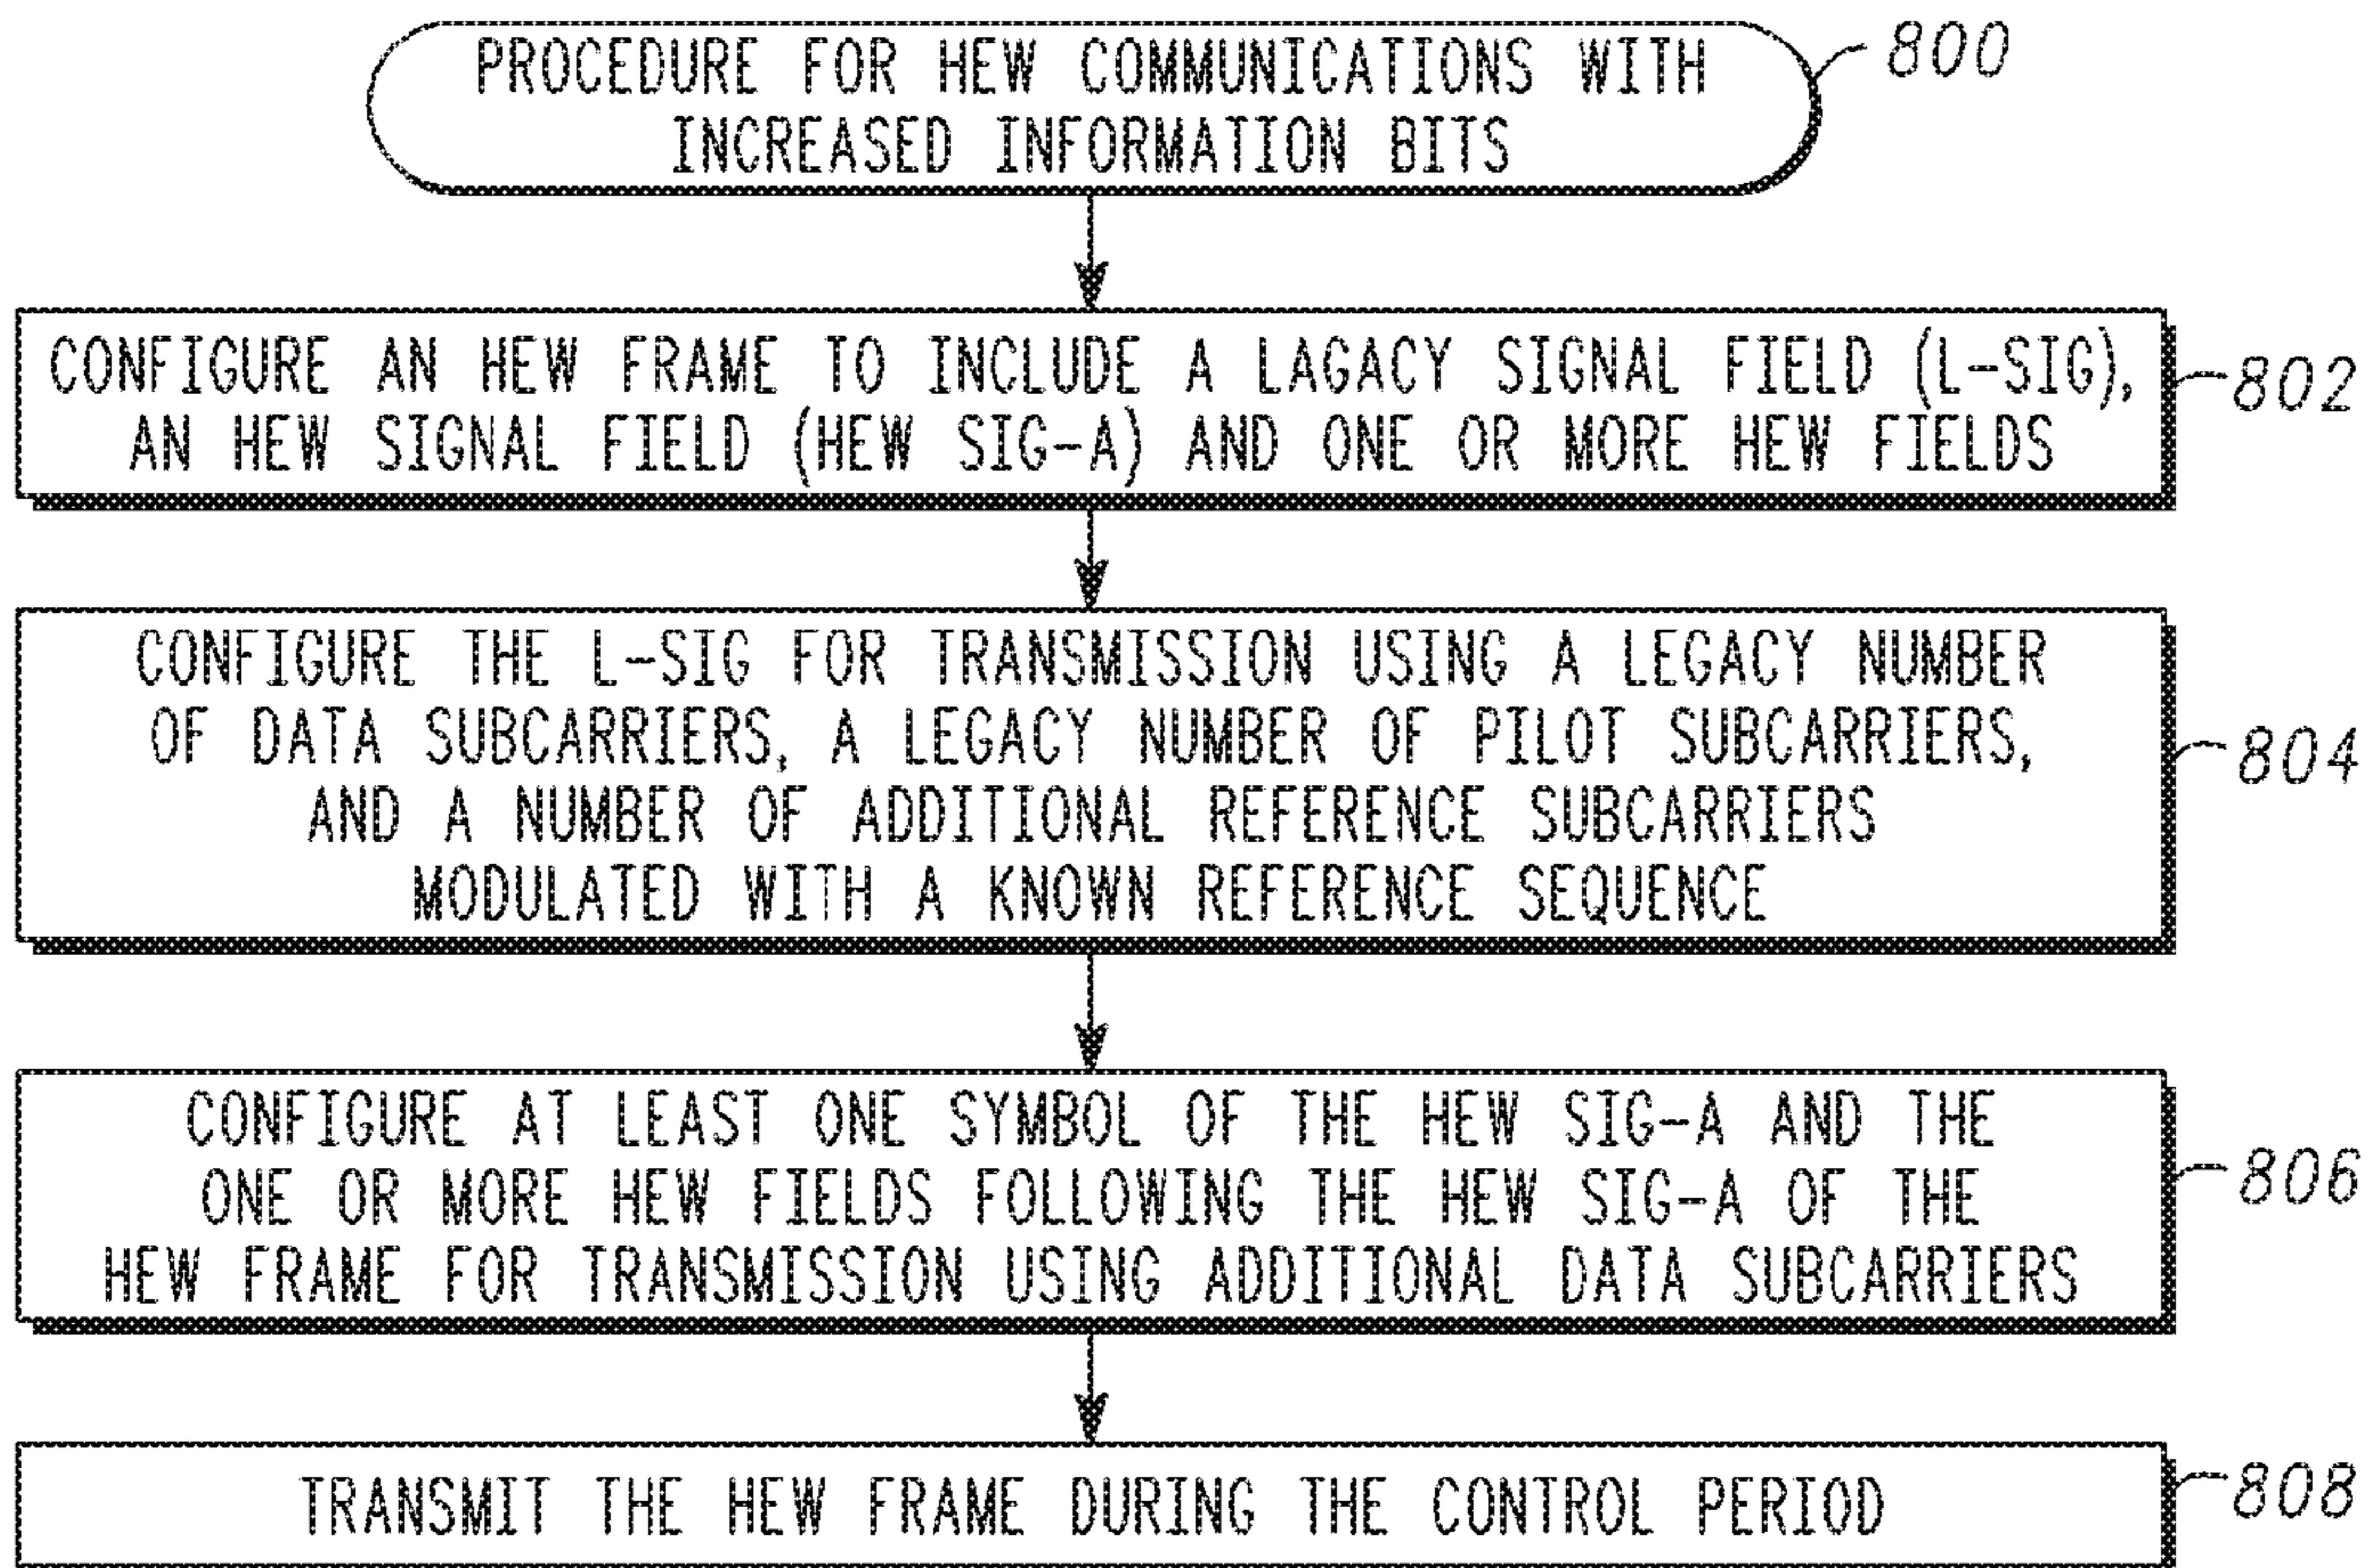 PROCEDURE FOR HEW COMMUNICATIONS WITH
INCREASED INFORMATION BITS
800
CONFIGURE AN HEW FRAME TO INCLUDE A LAGACY SIGNAL FIELD (L-SIG),
AN HEW SIGNAL FIELD (HEW SIG-A) AND ONE OR MORE HEW FIELDS
802
CONFIGURE THE L-SIG FOR TRANSMISSION USING A LEGACY NUMBER
OF DATA SUBCARRIERS, A LEGACY NUMBER OF PILOT SUBCARRIERS,
AND A NUMBER OF ADDITIONAL REFERENCE SUBCARRIERS
MODULATED WITH A KNOWN REFERENCE SEQUENCE
804
CONFIGURE AT LEAST ONE SYMBOL OF THE HEW SIG-A AND THE
ONE OR MORE HEW FIELDS FOLLOWING THE HEW SIG-A OF THE
HEW FRAME FOR TRANSMISSION USING ADDITIONAL DATA SUBCARRIERS
806
TRANSMIT THE HEW FRAME DURING THE CONTROL PERIOD
808